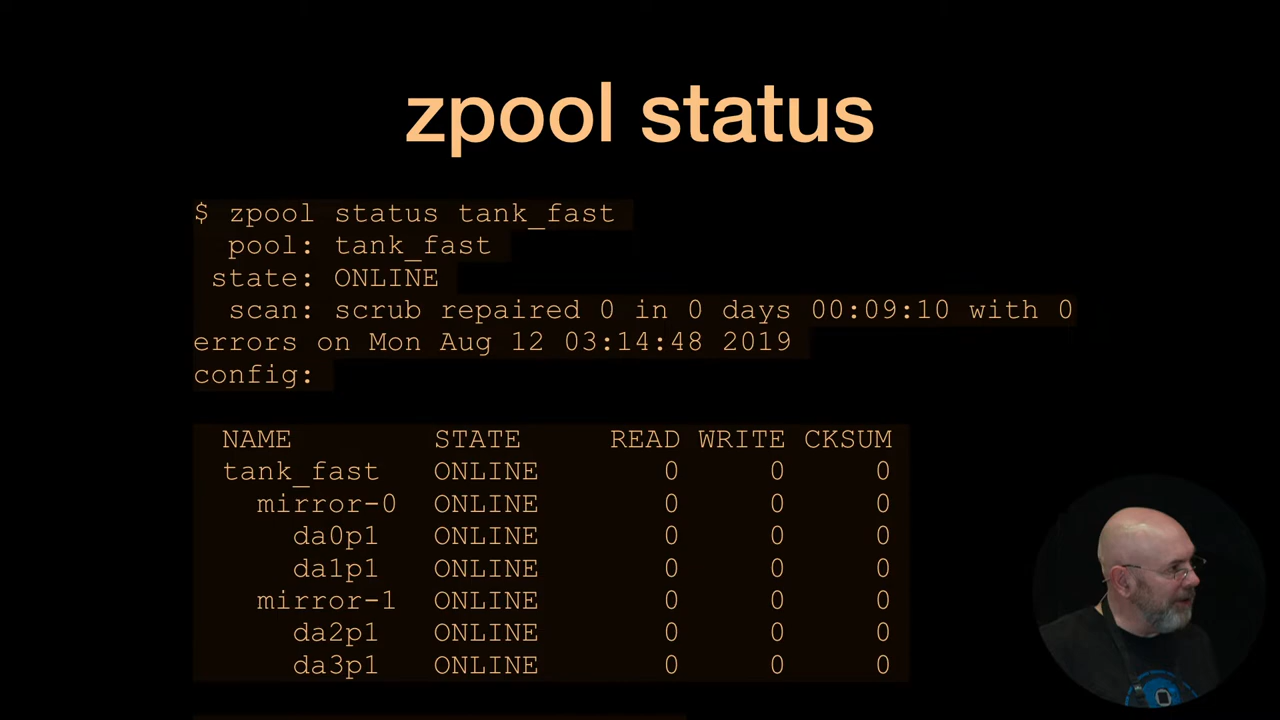 zpool status
$ zpool status tank_fast
pool: tank_fast
state: ONLINE
scan: scrub repaired 0 in 0 days 00:09:10 with 0
errors on Mon Aug 12 03:14:48 2019
config:
NAME STATE READ WRITE CKSUM
tank_fast ONLINE 0 0 0
mirror-0 ONLINE 0 0 0
da0p1 ONLINE 0 0 0
da1p1 ONLINE 0 0 0
mirror-1 ONLINE 0 0 0
da2p1 ONLINE 0 0 0
da3p1 ONLINE 0 0 0